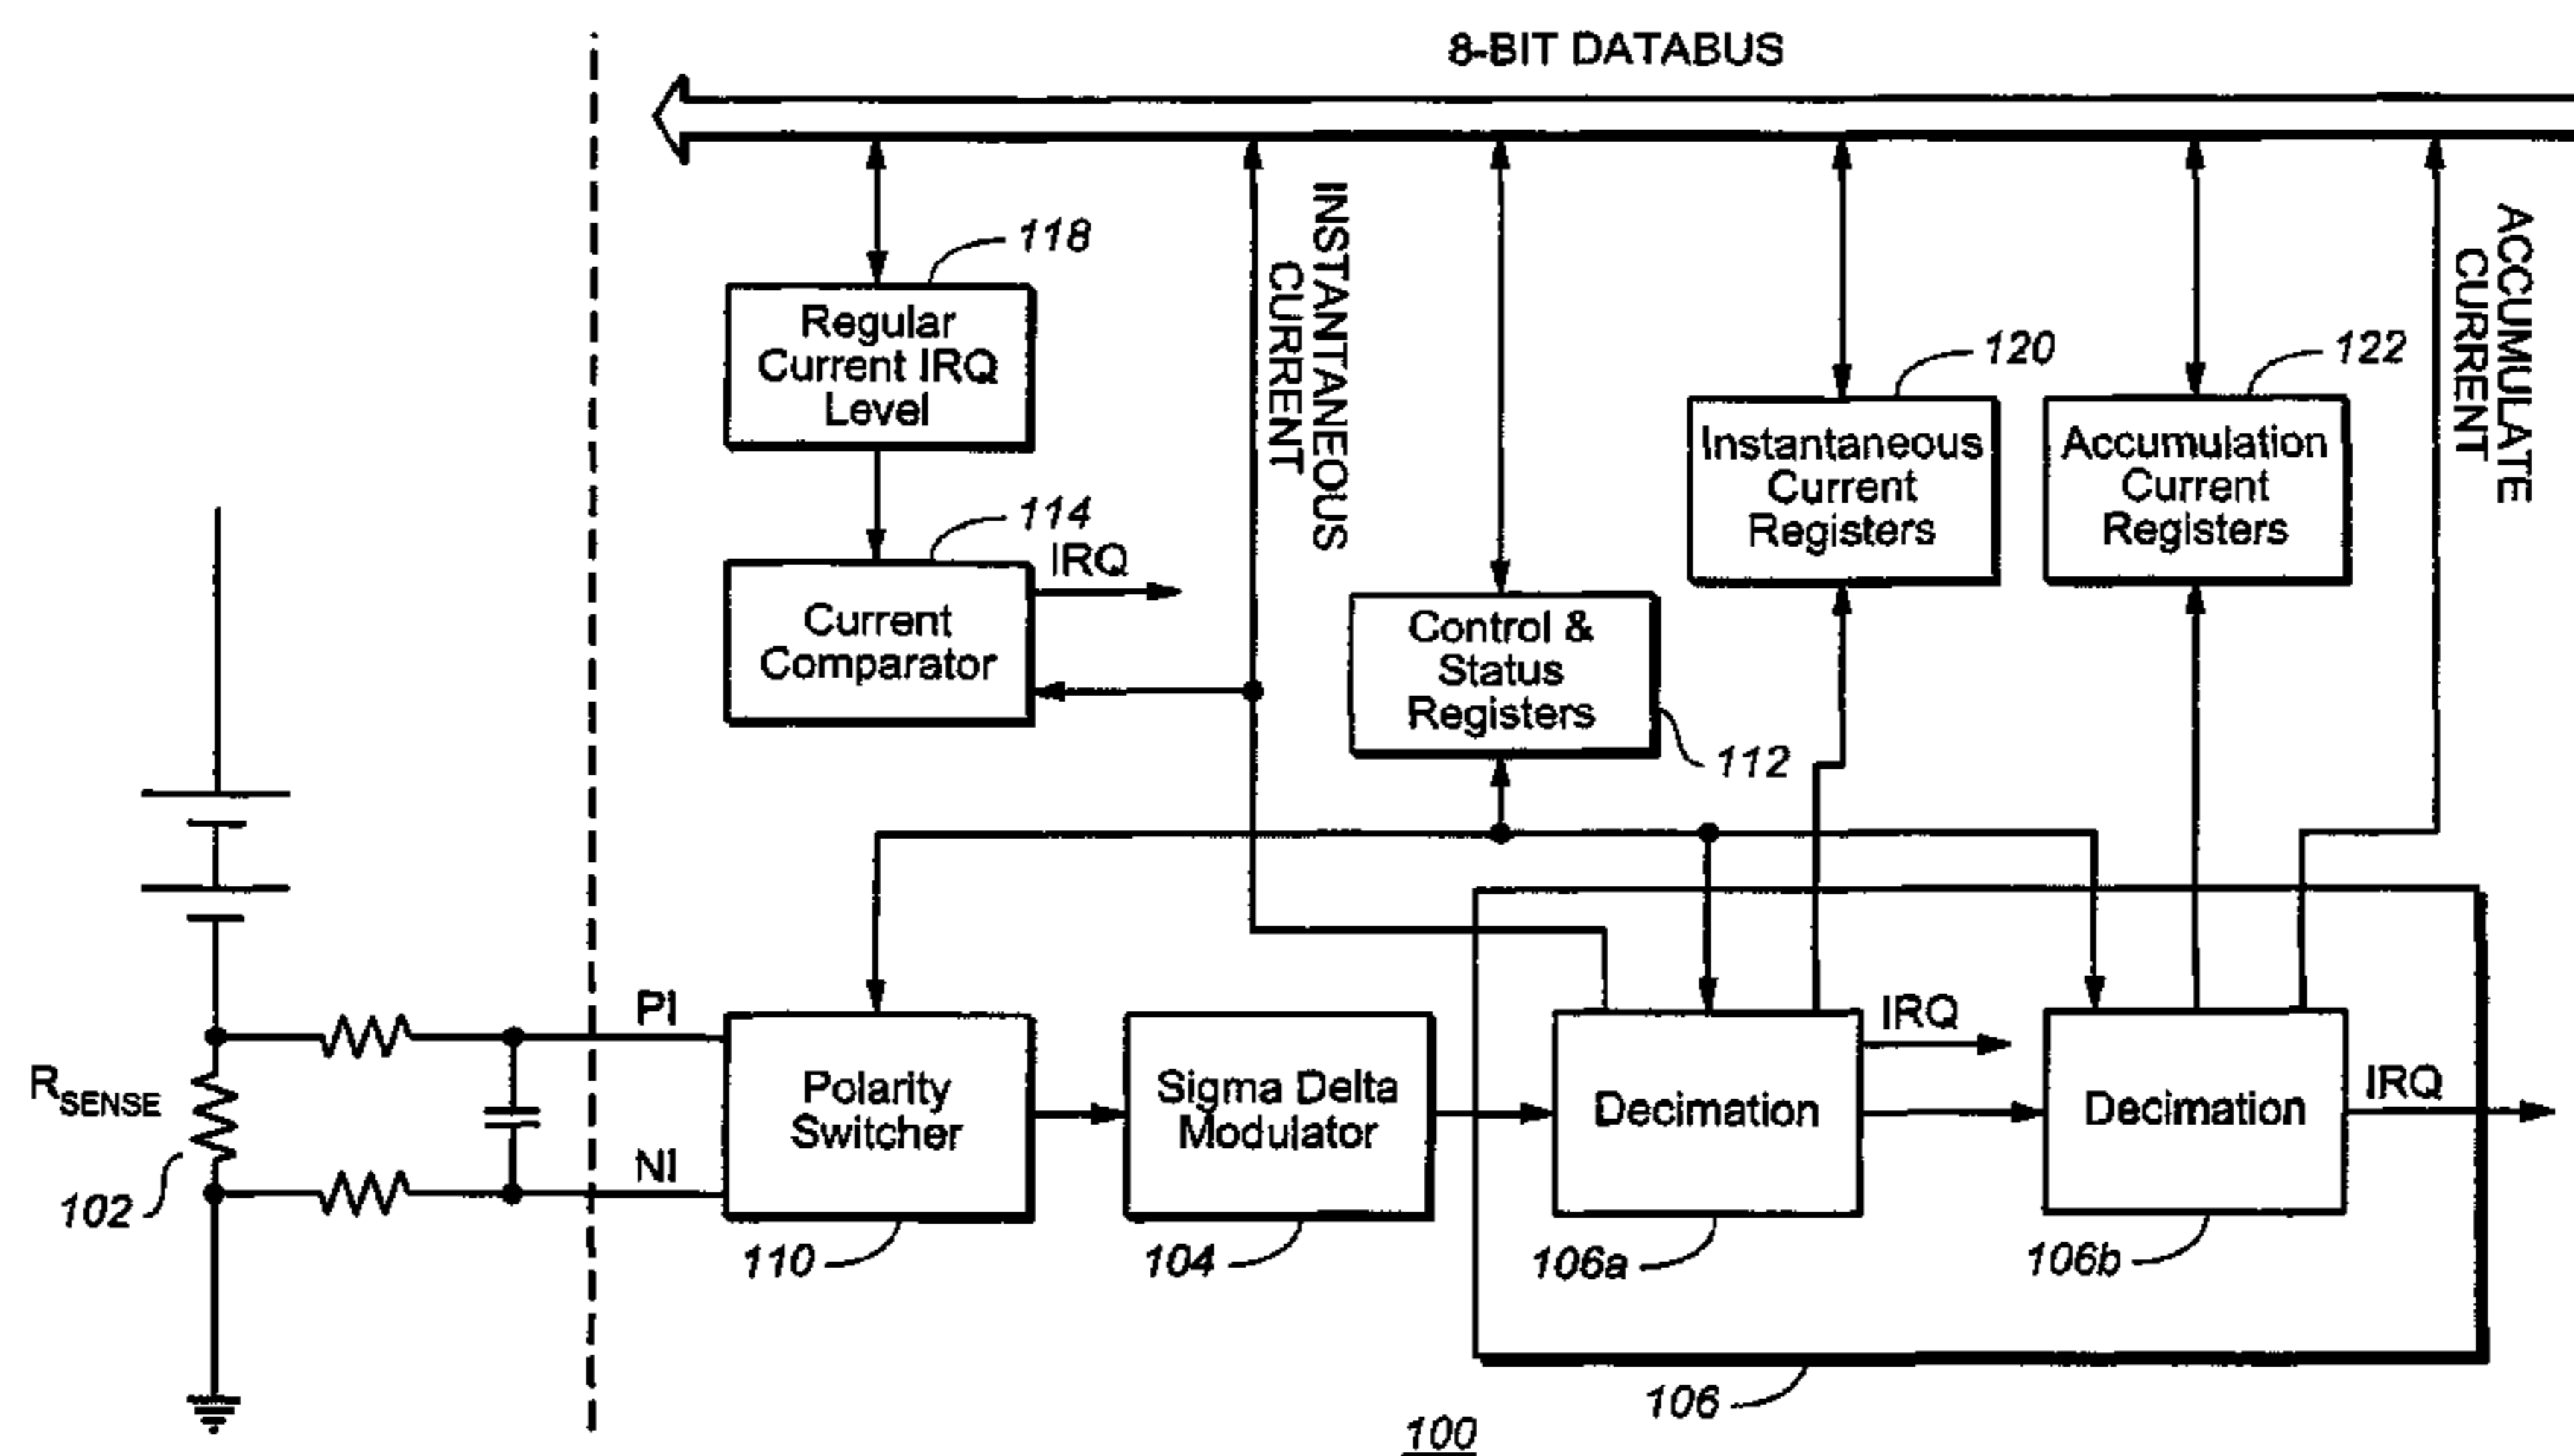 8-BIT DATABUS
118
Regular
Current IRQ
Level
INSTANTANEOUS
CURRENT
ACCUMULATE
CURRENT
120
122
Instantaneous
Current
Registers
Accumulation
Current
Registers
114
IRQ
Current
Comparator
Control &
Status
Registers
112
PI
NI
RSENSE
102
Polarity
Switcher
110
Sigma Delta
Modulator
104
Decimation
106a
IRQ
Decimation
106b
IRQ
106
100